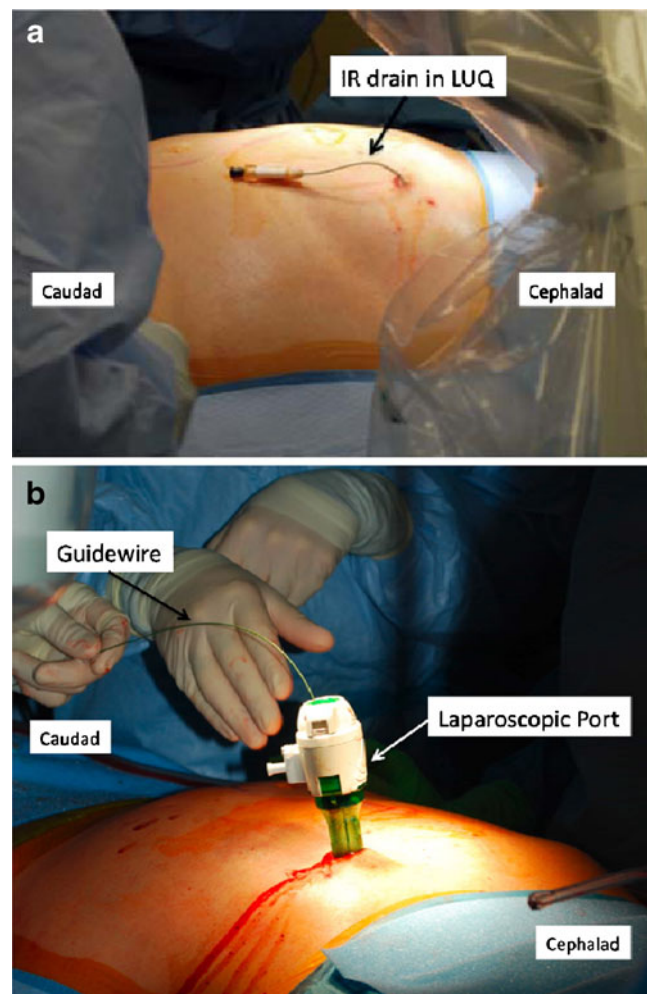 a
IR drain in LUQ
Caudad
Cephalad
b
Guidewire
Caudad
Laparoscopic Port
Cephalad